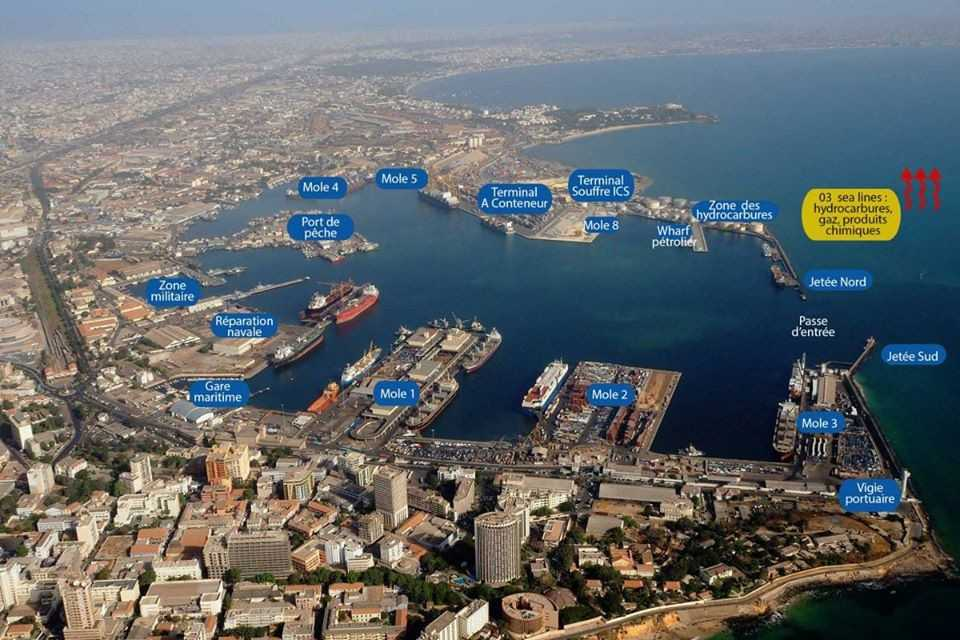 Mole 4
Mole 5
Terminal
A Conteneur
Terminal
Souffre ICS
Mole 8
Zone des
hydrocarbures
Wharf
pétrolier
03 sea lines :
hydrocarbures,
gaz, produits
chimiques
Port de
pêche
Zone
militaire
Réparation
navale
Jetée Nord
Passe
d'entrée
Jetée Sud
Gare
maritime
Mole 1
Mole 2
Mole 3
Vigie
portuaire